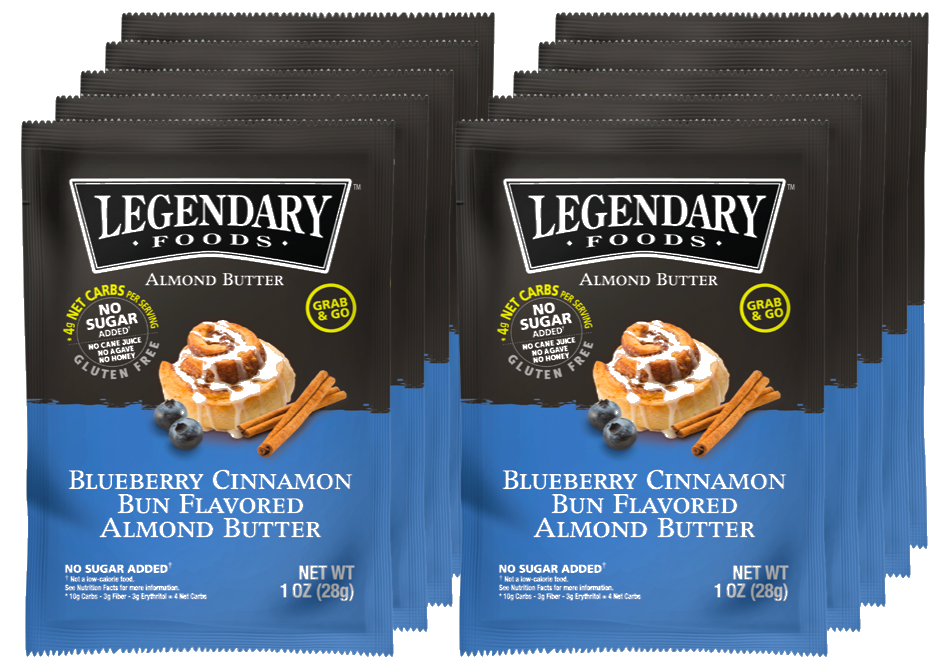 LEGENDARY
· FOODS ·
TM
ALMOND BUTTER
• 4g NET CARBS PER SERVING
NO
SUGAR
ADDED†
NO CANE JUICE
NO AGAVE
NO HONEY
GLUTEN FREE
GRAB
& GO
BLUEBERRY CINNAMON
BUN FLAVORED
ALMOND BUTTER
NO SUGAR ADDED†
† Not a low-calorie food.
See Nutrition Facts for more information.
* 10g Carbs - 3g Fiber - 3g Erythritol = 4 Net Carbs
NET WT
1 OZ (28g)
LEGENDARY
· FOODS ·
TM
ALMOND BUTTER
• 4g NET CARBS PER SERVING
NO
SUGAR
ADDED†
NO CANE JUICE
NO AGAVE
NO HONEY
GLUTEN FREE
GRAB
& GO
BLUEBERRY CINNAMON
BUN FLAVORED
ALMOND BUTTER
NO SUGAR ADDED†
† Not a low-calorie food.
See Nutrition Facts for more information.
* 10g Carbs - 3g Fiber - 3g Erythritol = 4 Net Carbs
NET WT
1 OZ (28g)